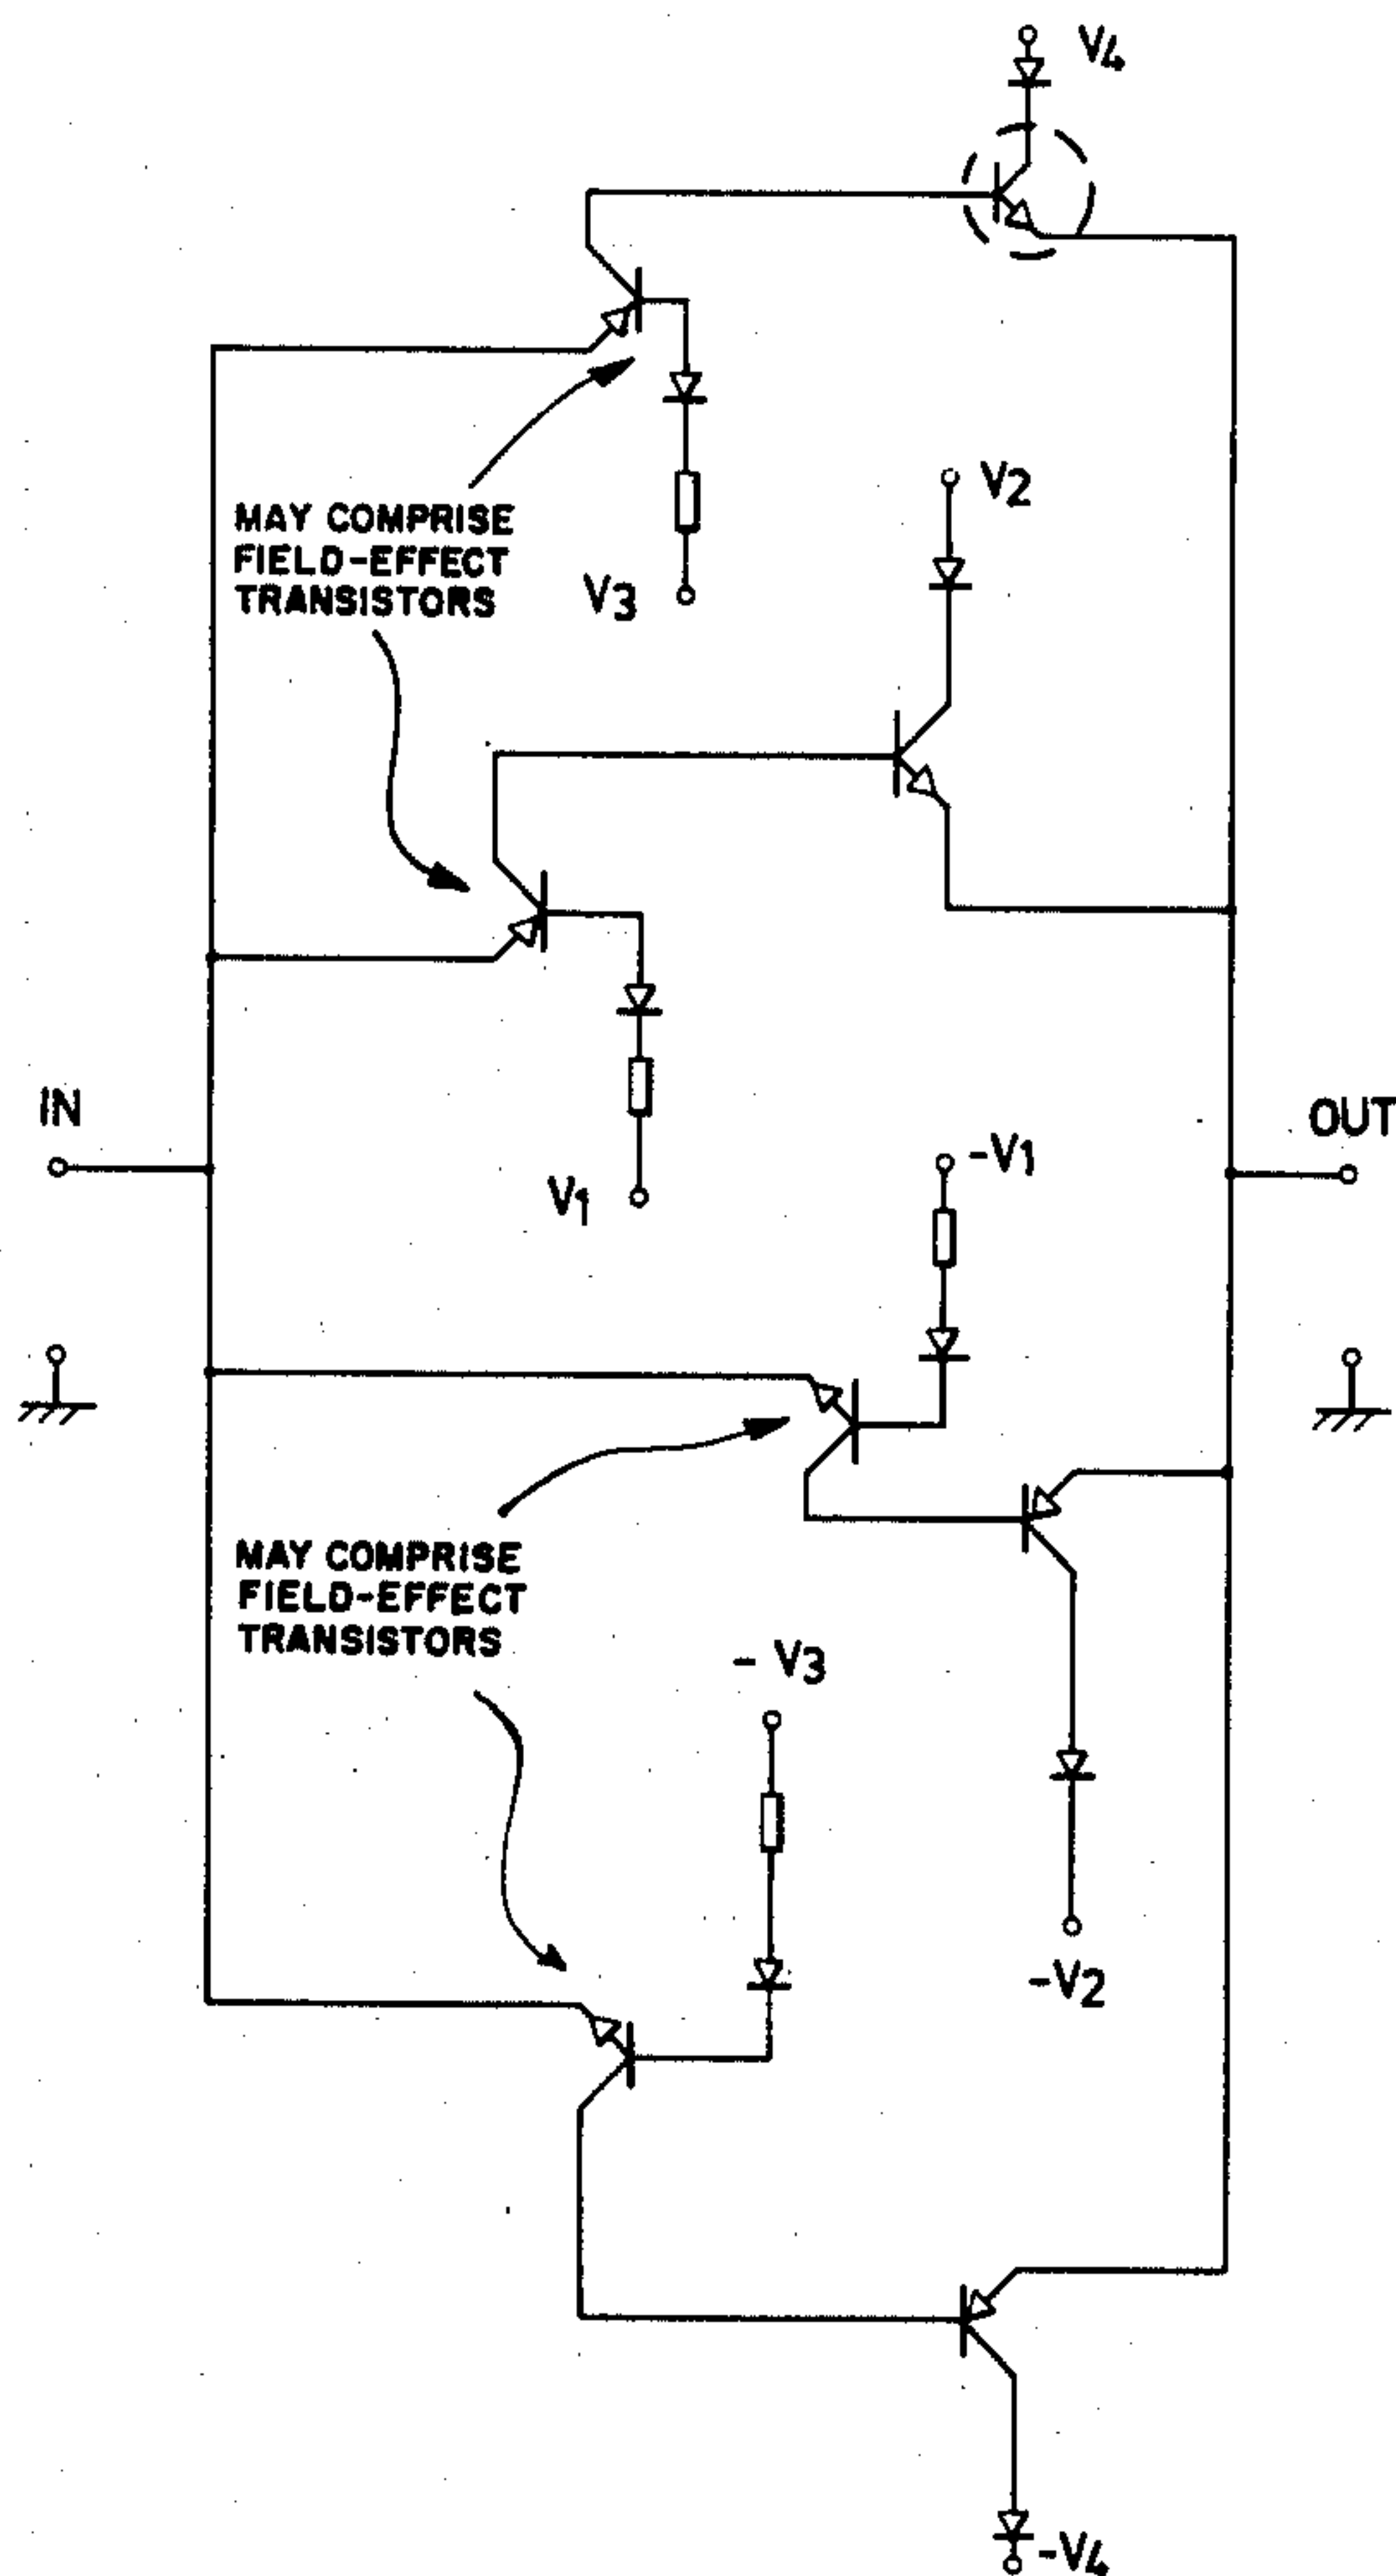 V4
V2
MAY COMPRISE
FIELD-EFFECT
TRANSISTORS
V3
IN
OUT
-V1
V1
MAY COMPRISE
FIELD-EFFECT
TRANSISTORS
- V3
-V2
-V4